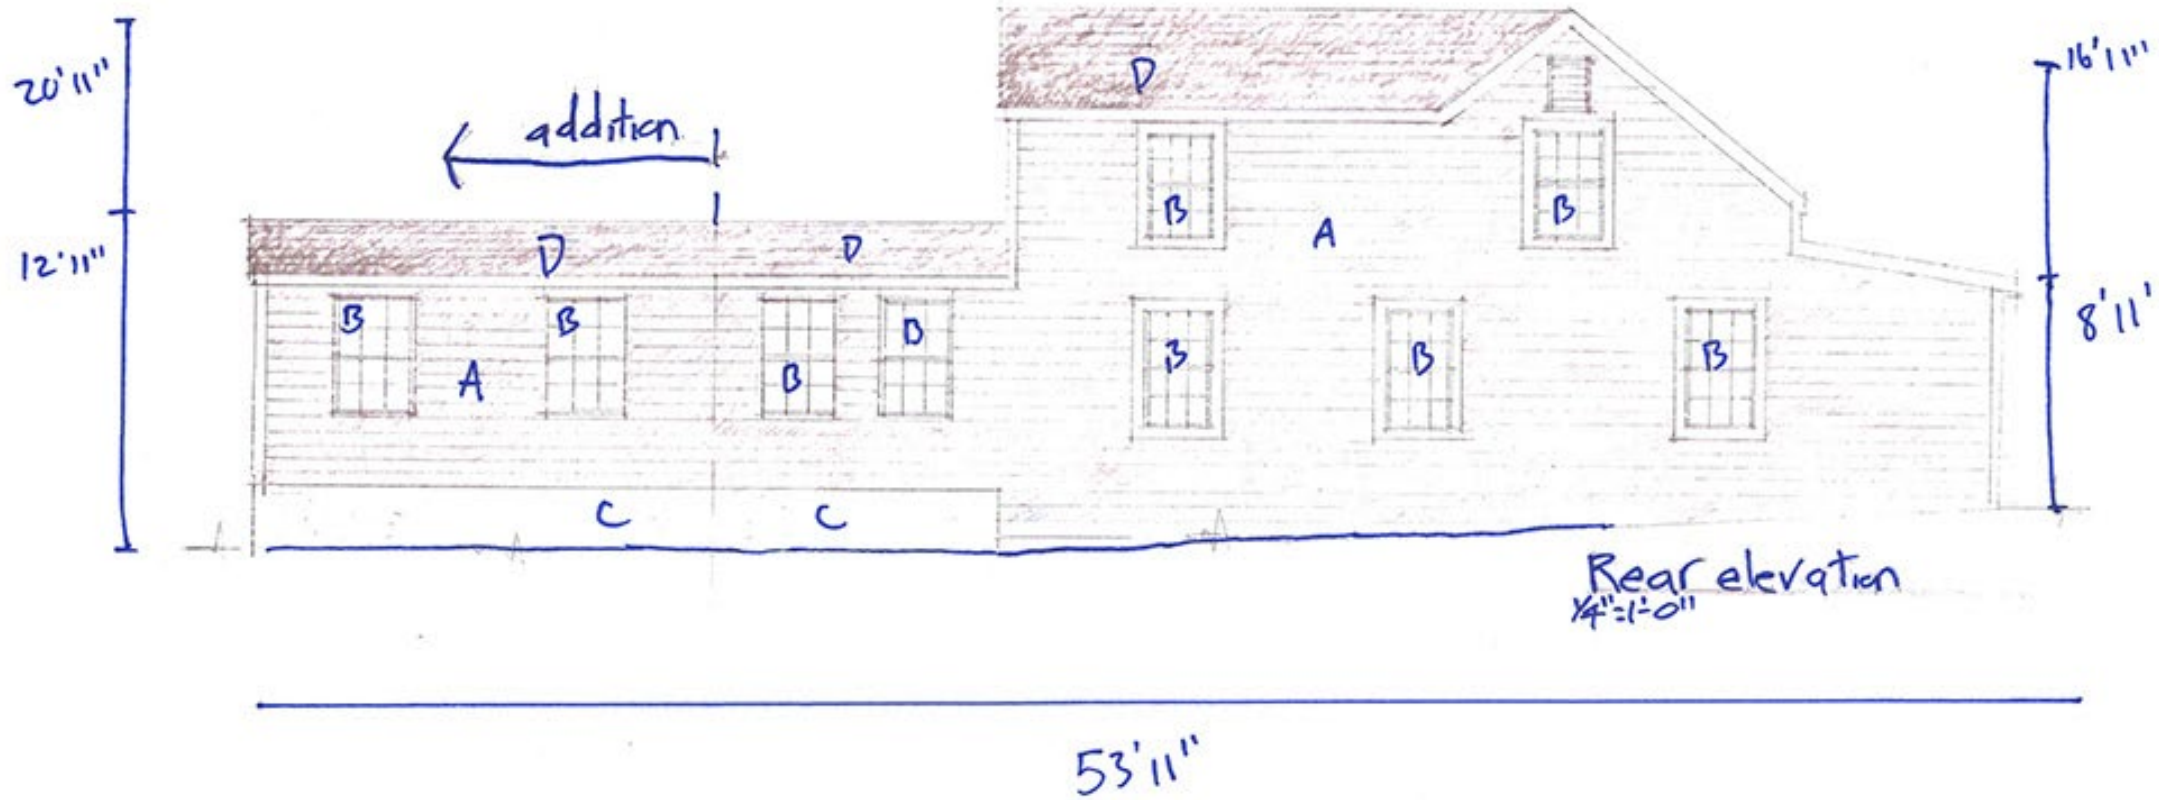 20'11"
16'11"
addition
D
12'11"
D
D
B
B
A
8'11'
B
B
B
B
A
B
B
B
B
C
C
Rear elevation
1/4"=1'-0"
53'11"